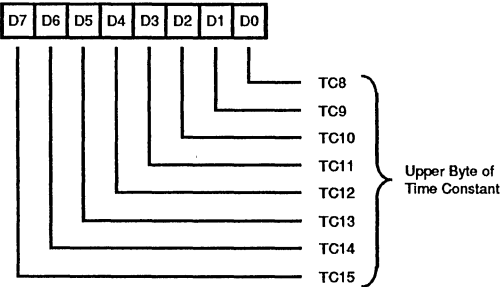 D7 D6 D5 D4 D3 D2 D1 D0
TC8
TC9
TC10
TC11
TC12
TC13
TC14
TC15
Upper Byte of
Time Constant